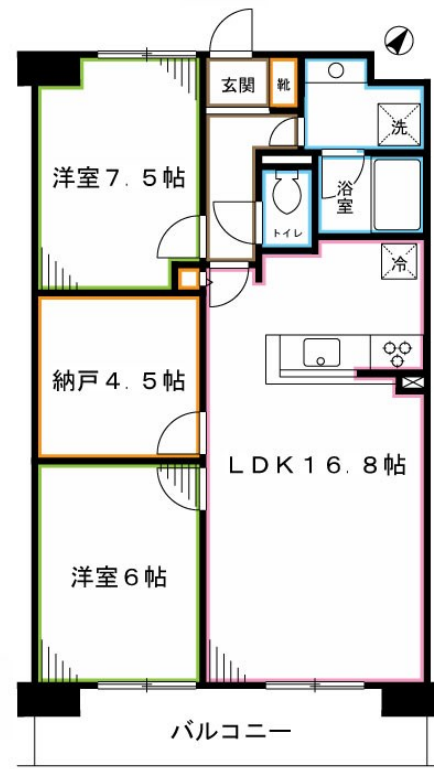 玄関
靴
洗
洋室7.5帖
浴室
トイレ
冷
納戸4.5帖
LDK16.8帖
洋室6帖
バルコニー